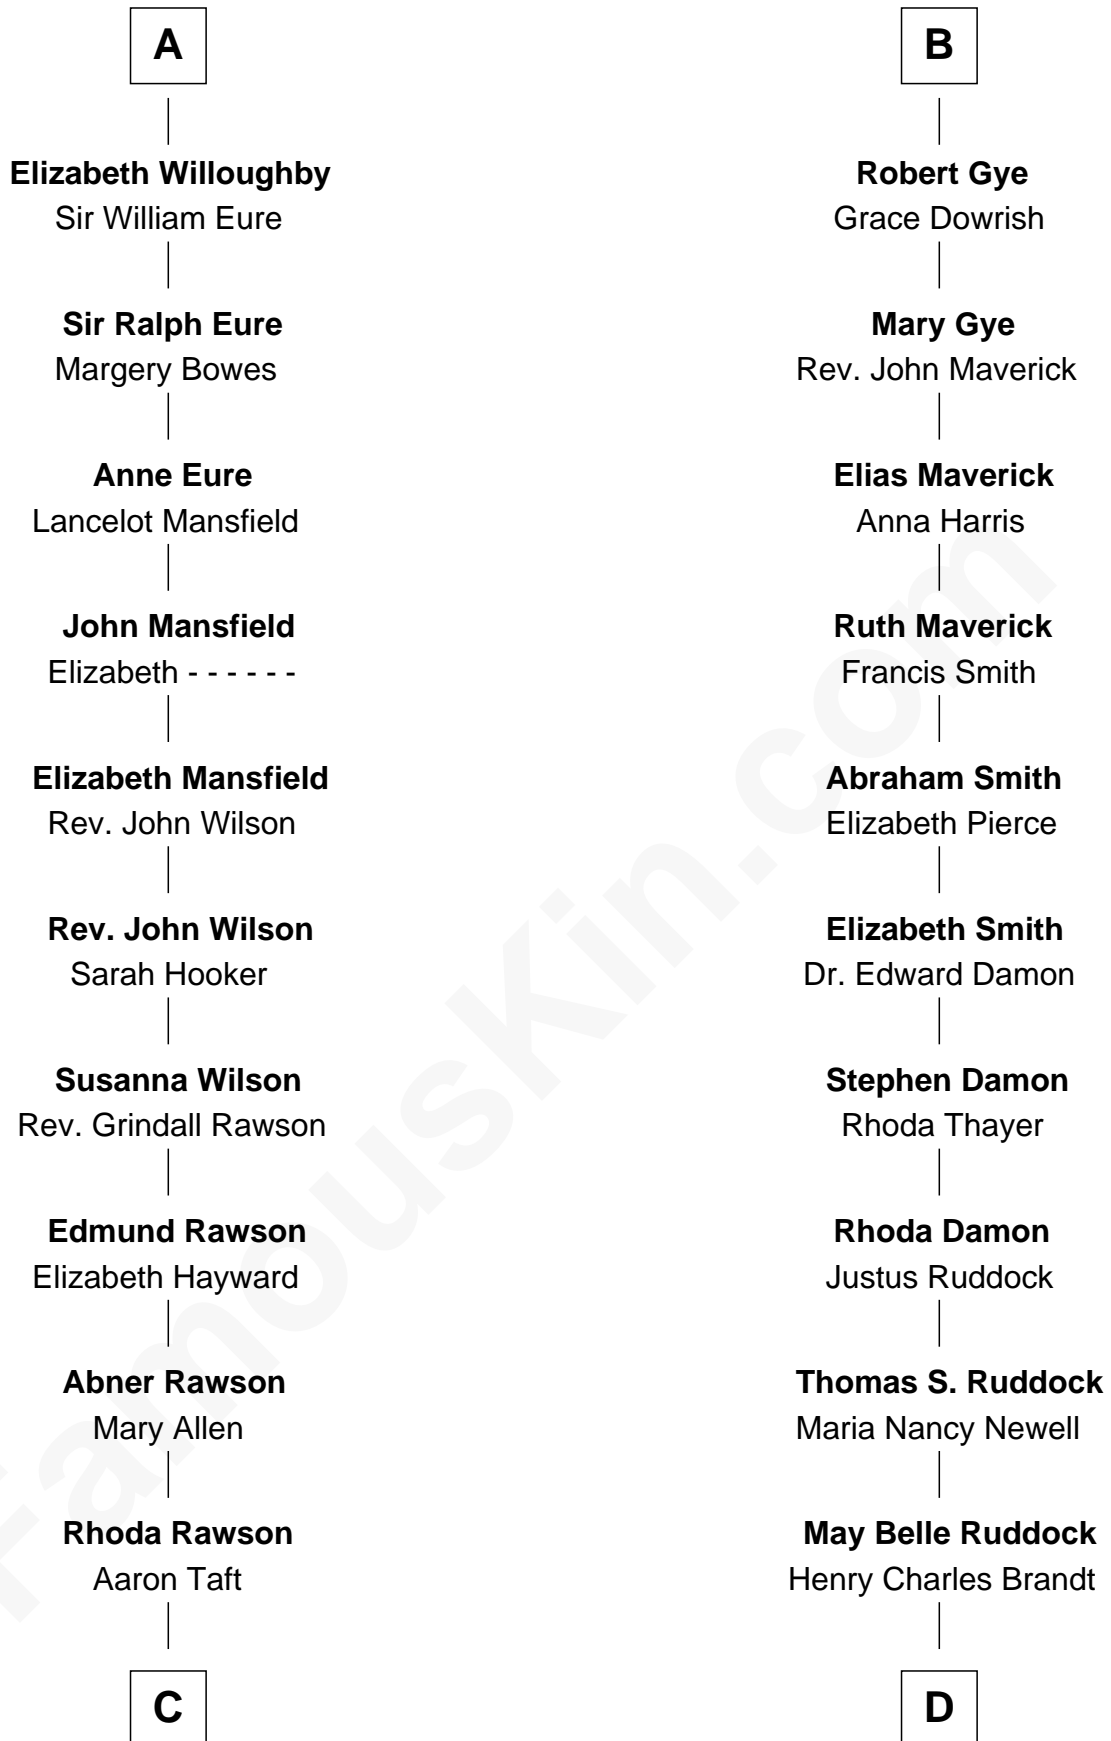 A
Elizabeth Willoughby
Sir William Eure
Sir Ralph Eure
Margery Bowes
Anne Eure
Lancelot Mansfield
John Mansfield
Elizabeth - - - - - -
Elizabeth Mansfield
Rev. John Wilson
Rev. John Wilson
Sarah Hooker
Susanna Wilson
Rev. Grindall Rawson
Edmund Rawson
Elizabeth Hayward
Abner Rawson
Mary Allen
Rhoda Rawson
Aaron Taft
C
B
Robert Gye
Grace Dowrish
Mary Gye
Rev. John Maverick
Elias Maverick
Anna Harris
Ruth Maverick
Francis Smith
Abraham Smith
Elizabeth Pierce
Elizabeth Smith
Dr. Edward Damon
Stephen Damon
Rhoda Thayer
Rhoda Damon
Justus Ruddock
Thomas S. Ruddock
Maria Nancy Newell
May Belle Ruddock
Henry Charles Brandt
D
FamousKin.com